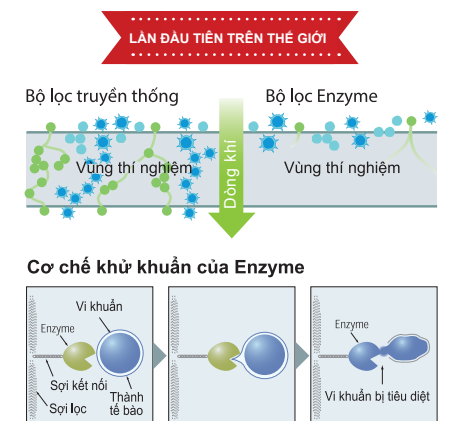 LẦN ĐẦU TIÊN TRÊN THẾ GIỚI
Bộ lọc truyền thống
Bộ lọc Enzyme
Vùng thí nghiệm
Dòng khí
Vùng thí nghiệm
Cơ chế khử khuẩn của Enzyme
Vi khuẩn
Enzyme
Sợi kết nối
Sợi lọc
Thành
tế bào
Enzyme
Vi khuẩn bị tiêu diệt